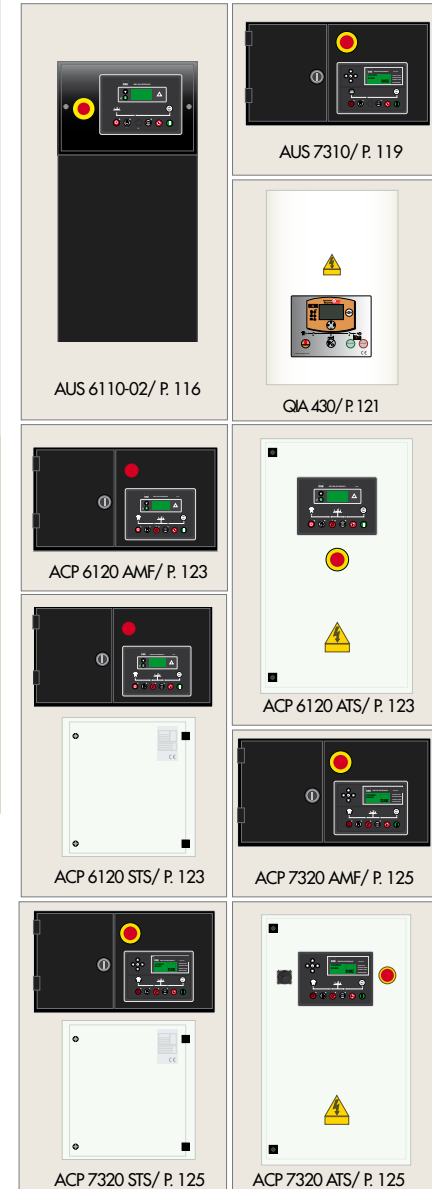 AUS 6110-02/ P. 116
AUS 7310/ P. 119
QIA 430/ P. 121
ACP 6120 AMF/ P. 123
ACP 6120 ATS/ P. 123
ACP 6120 STS/ P. 123
ACP 7320 AMF/ P. 125
ACP 7320 STS/ P. 125
ACP 7320 ATS/ P. 125